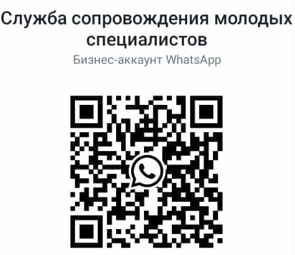 Служба сопровождения молодых
специалистов
Бизнес-аккаунт WhatsApp